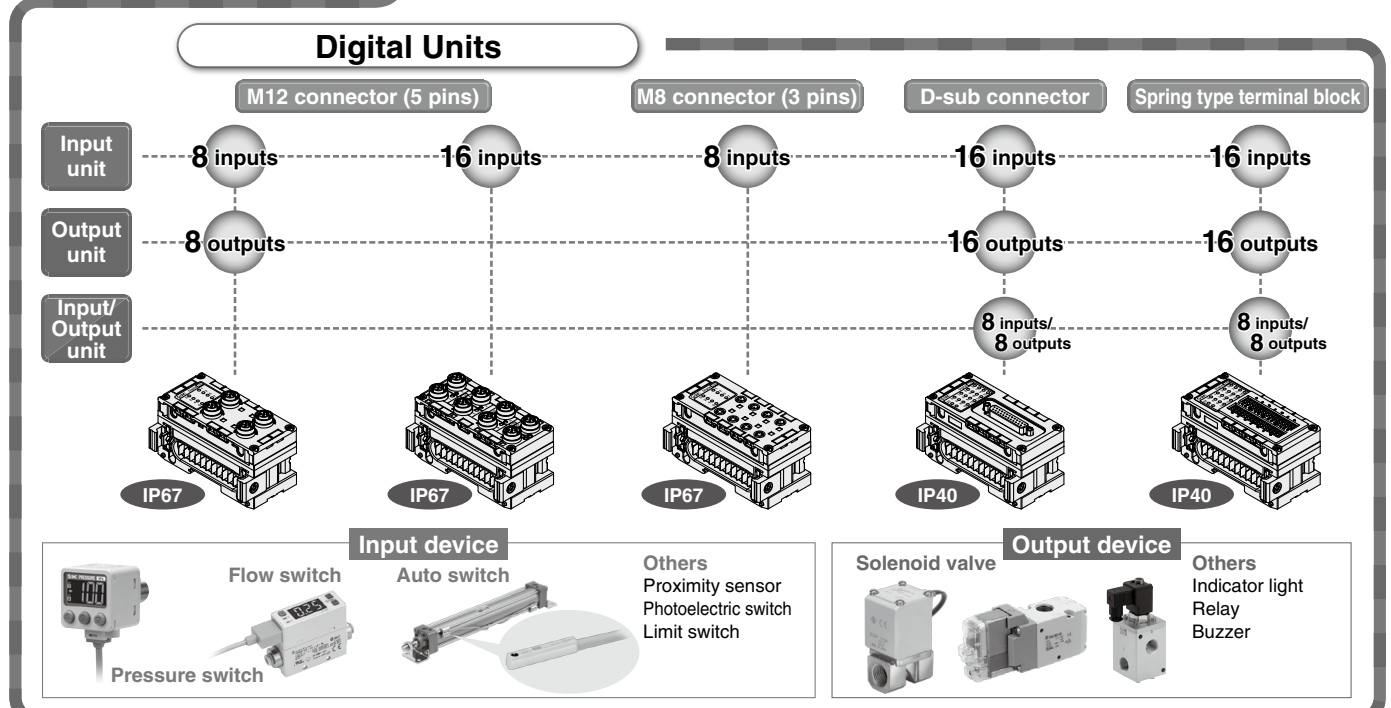 Digital Units
M12 connector (5 pins)
M8 connector (3 pins)
D-sub connector
Spring type terminal block
Input
unit
8 inputs
16 inputs
8 inputs
16 inputs
16 inputs
Output
unit
8 outputs
16 outputs
16 outputs
Input/
Output
unit
8 inputs/
8 outputs
8 inputs/
8 outputs
IP67
IP67
IP67
IP40
IP40
Input device
Pressure switch
Flow switch
Auto switch
Others
Proximity sensor
Photoelectric switch
Limit switch
Output device
Solenoid valve
Others
Indicator light
Relay
Buzzer